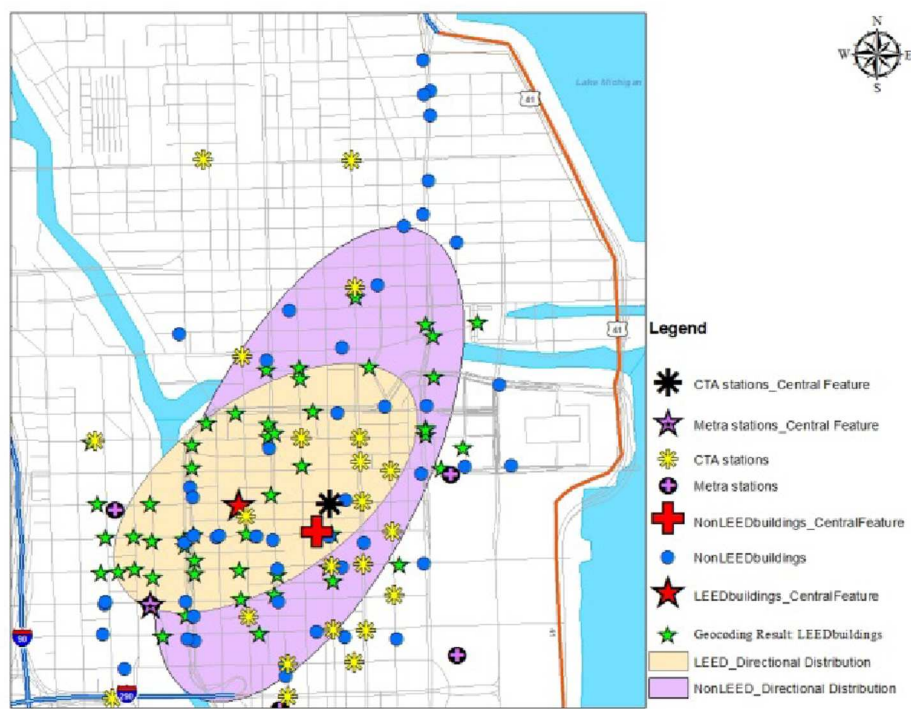 N
W E
S
Lake Michigan
41
41
Legend
CTA stations_Central Feature
Metra stations_Central Feature
CTA stations
Metra stations
NonLEEDbuildings_CentralFeature
NonLEEDbuildings
LEEDbuildings_CentralFeature
Geocoding Result: LEEDbuildings
LEED_Directional Distribution
NonLEED_Directional Distribution
41
90
290